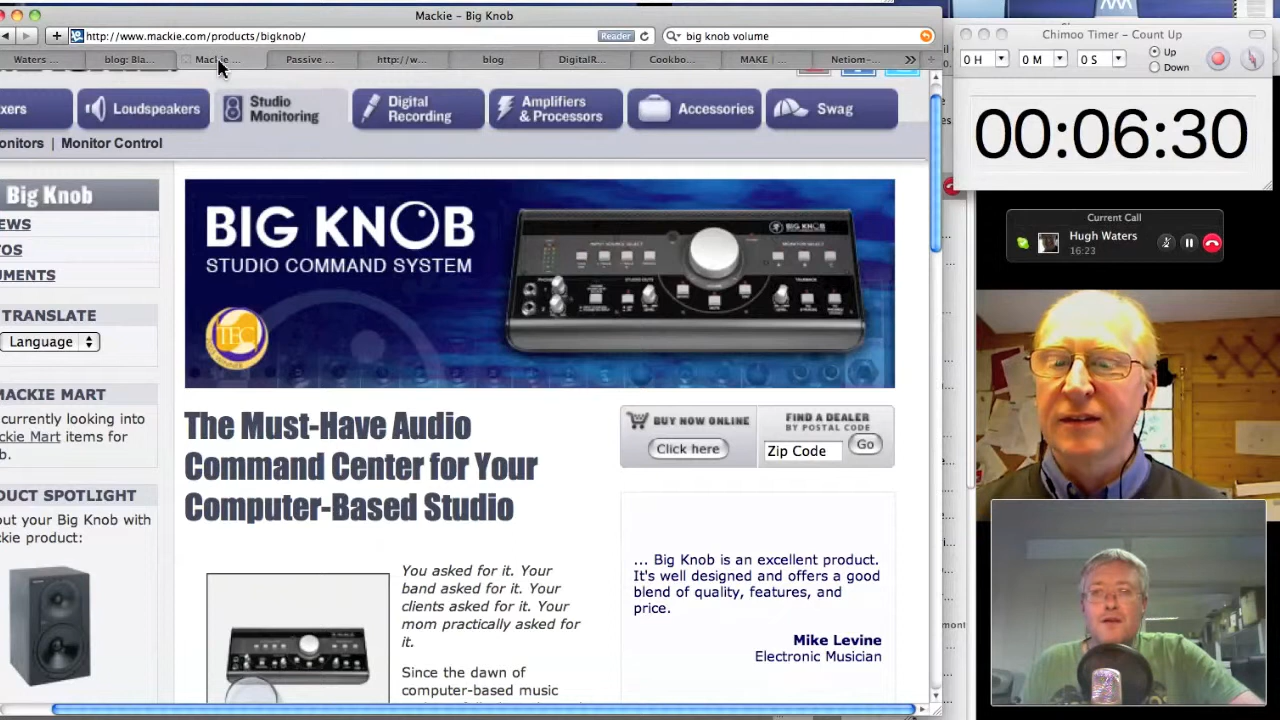 Mackie – Big Knob
http://www.mackie.com/products/bigknob/
Reader
big knob volume
Waters ...
blog: Bla...
Mackie
Passive ...
http://w...
blog
DigitalR...
Cookbo...
MAKE | ...
Netiom-...
xers
Loudspeakers
Studio
Monitoring
Digital
Recording
Amplifiers
& Processors
Accessories
Swag
onitors | Monitor Control
Big Knob
EWS
OS
UMENTS
TRANSLATE
Language
MACKIE MART
currently looking into
ckie Mart items for
b.
DUCT SPOTLIGHT
out your Big Knob with
ckie product:
BIG KNOB
STUDIO COMMAND SYSTEM
TEC
BIG KNOB
The Must-Have Audio
Command Center for Your
Computer-Based Studio
BUY NOW ONLINE
Click here
FIND A DEALER
BY POSTAL CODE
Zip Code
Go
You asked for it. Your
band asked for it. Your
clients asked for it. Your
mom practically asked for
it.
Since the dawn of
computer-based music
... Big Knob is an excellent product.
It's well designed and offers a good
blend of quality, features, and
price.
Mike Levine
Electronic Musician
Chimoo Timer – Count Up
0 H
0 M
0 S
Up
Down
00:06:30
Current Call
Hugh Waters
16:23